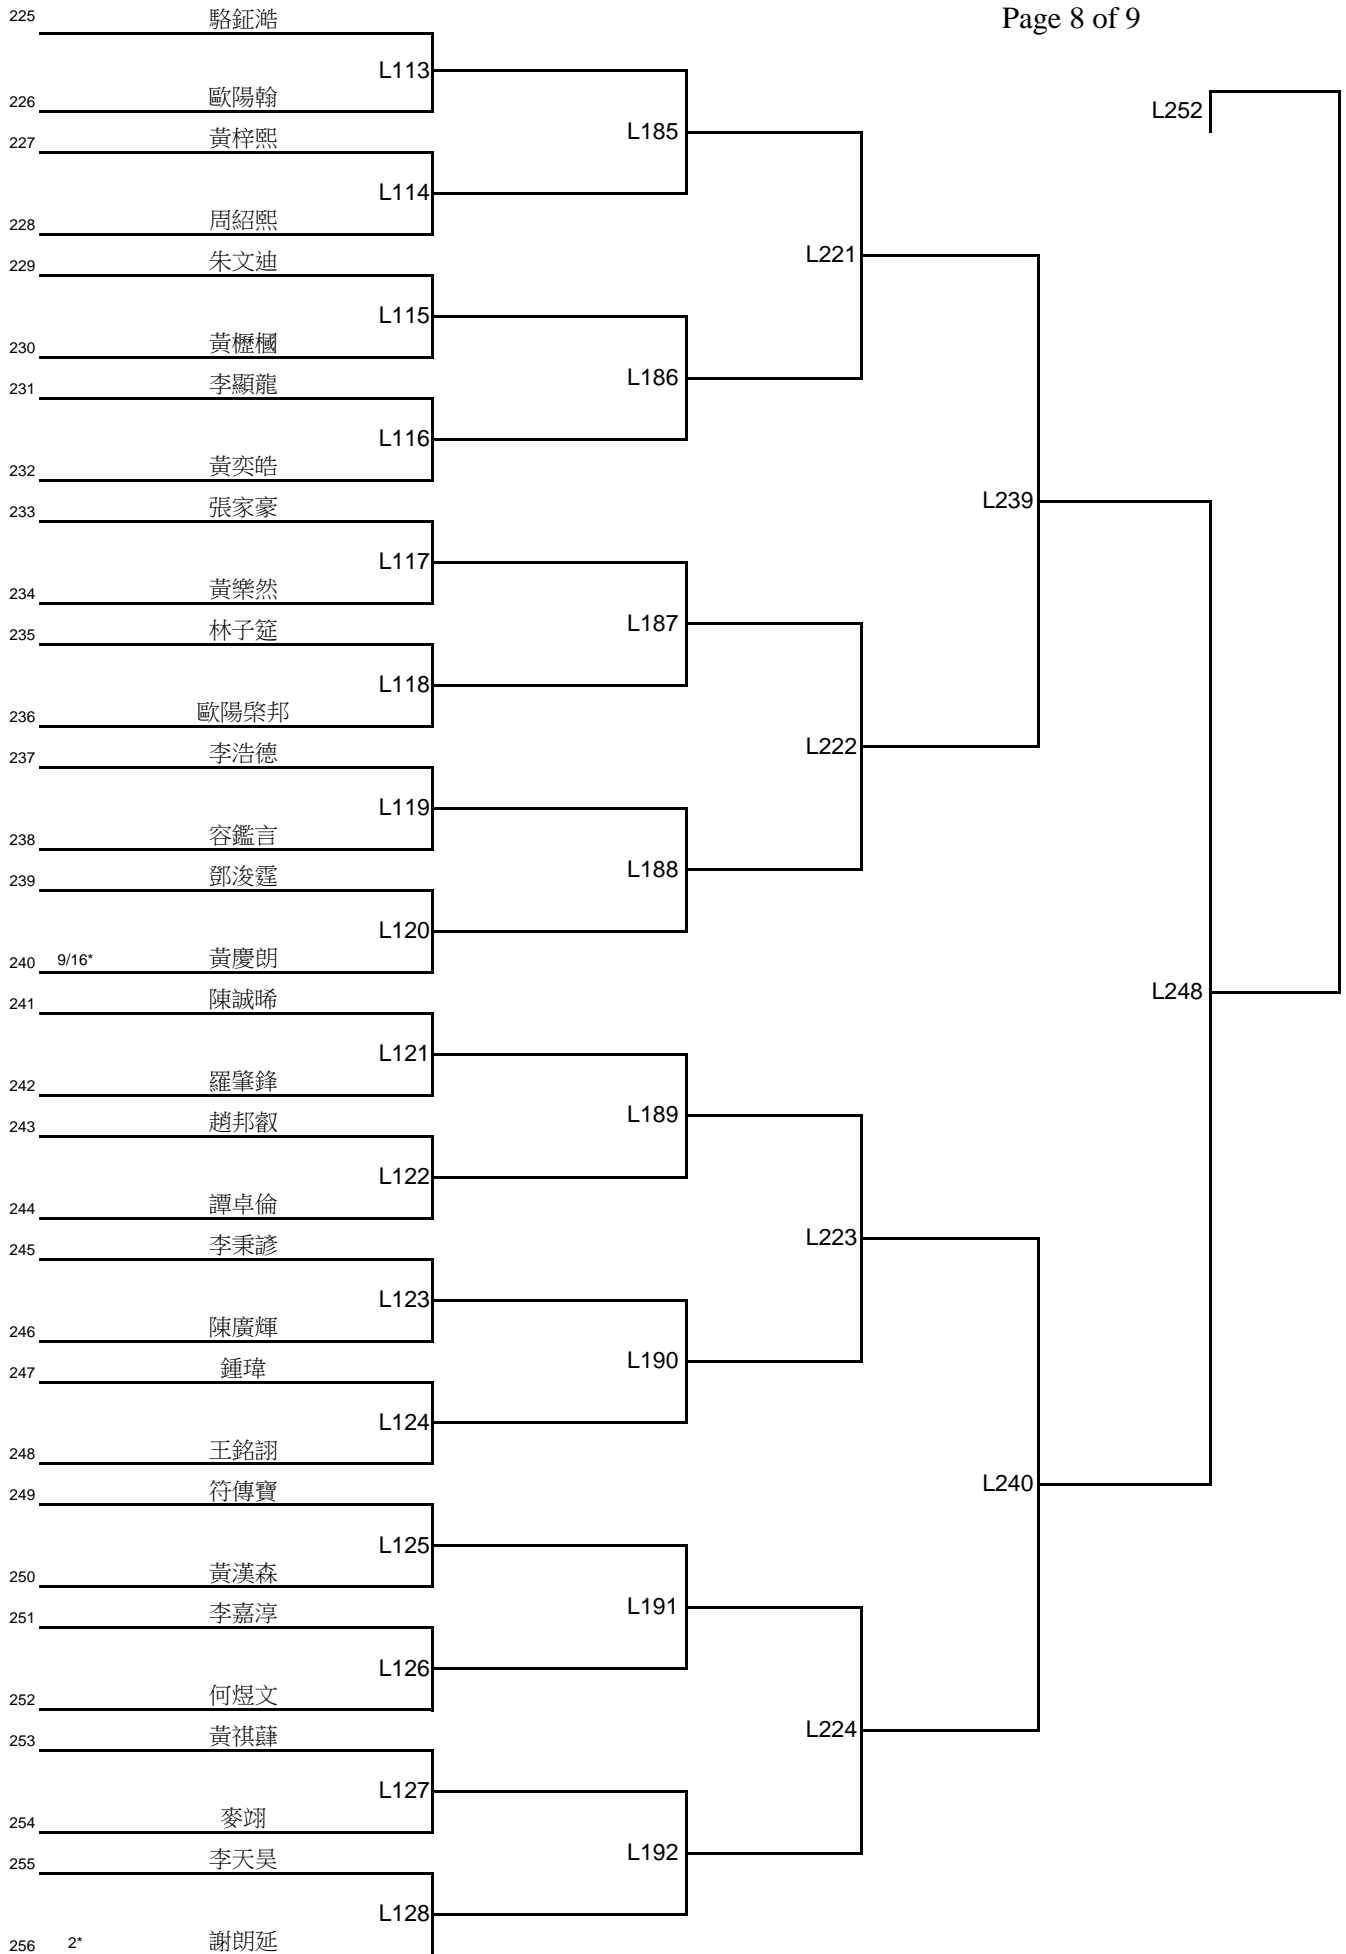 225 駱鉦澔
Page 8 of 9
L113
L252
226 歐陽翰
L185
227 黃梓熙
L114
228 周紹熙
L221
229 朱文迪
L115
230 黃櫪槶
L186
231 李顯龍
L116
232 黃奕皓
L239
233 張家豪
L117
234 黃樂然
L187
235 林子筵
L118
236 歐陽棨邦
L222
237 李浩德
L119
238 容鑑言
L188
239 鄧浚霆
L120
240 9/16* 黃慶朗
L248
241 陳誠晞
L121
242 羅肇鋒
L189
243 趙邦叡
L122
244 譚卓倫
L223
245 李秉諺
L123
246 陳廣輝
L190
247 鍾瑋
L124
248 王銘詡
L240
249 符傳寶
L125
250 黃漢森
L191
251 李嘉淳
L126
252 何煜文
L224
253 黃祺䕒
L127
254 麥翊
L192
255 李天昊
L128
256 2* 謝朗延